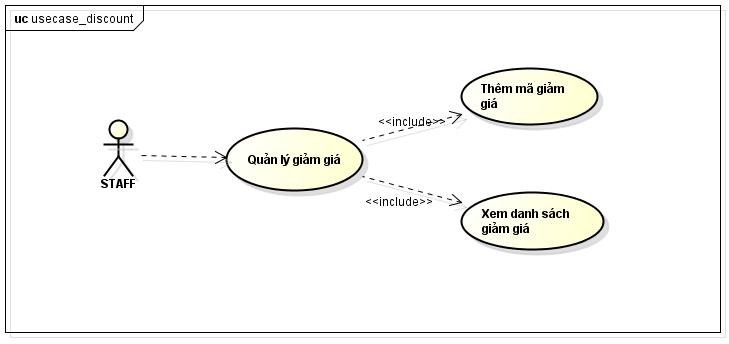 uc usecase_discount
Thêm mã giảm
giá
<<include>>
Quản lý giảm giá
STAFF
<<include>>
Xem danh sách
giảm giá